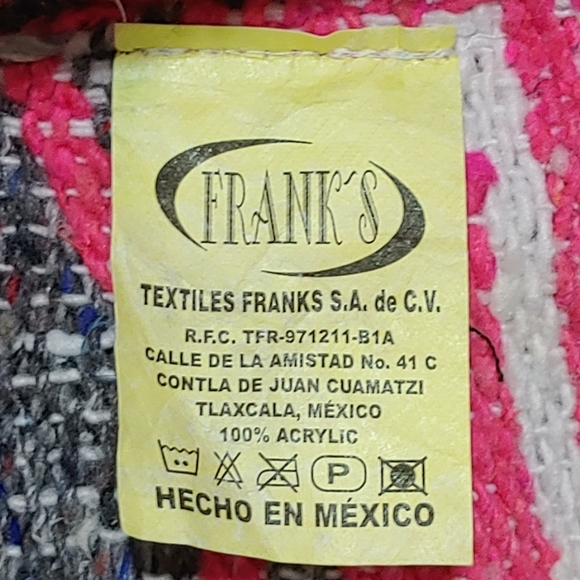 FRANK´S
TEXTILES FRANKS S.A. de C.V.
R.F.C. TFR-971211-B1A
CALLE DE LA AMISTAD No. 41 C
CONTLA DE JUAN CUAMATZI
TLAXCALA, MÉXICO
100% ACRYLIC
P
HECHO EN MÉXICO